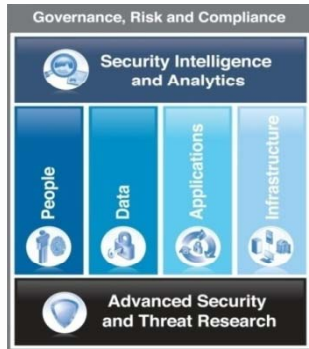 Governance, Risk and Compliance
Security Intelligence
and Analytics
People
Data
Applications
Infrastructure
Advanced Security
and Threat Research